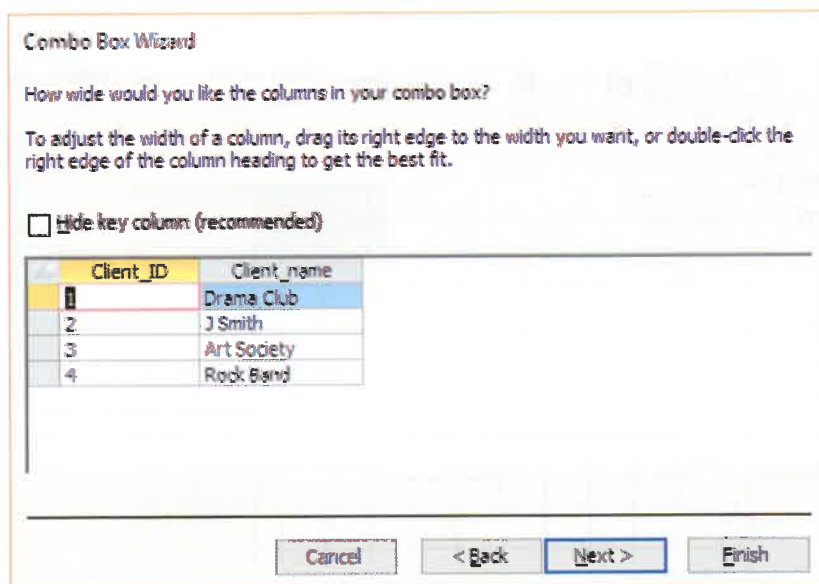 Combo Box Wizard
How wide would you like the columns in your combo box?
To adjust the width of a column, drag its right edge to the width you want, or double-click the
right edge of the column heading to get the best fit.
Hide key column (recommended)
Client_ID Client_name
1 Drama Club
2 J Smith
3 Art Society
4 Rock Band
Cancel < Back Next > Finish